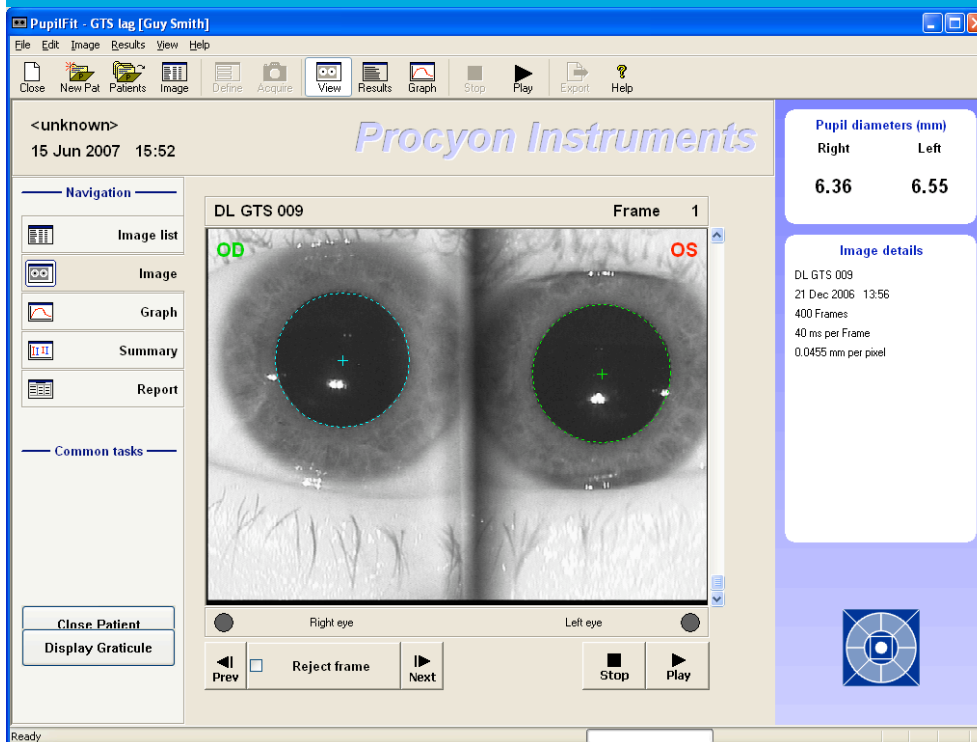 PupilFit - GTS lag [Guy Smith]
File Edit Image Results View Help
Close New Pat Patients Image Define Acquire View Results Graph Stop Play Export Help
<unknown>
15 Jun 2007 15:52
Procyon Instruments
Navigation
Image list
Image
Graph
Summary
Report
Common tasks
Close Patient
Display Graticule
DL GTS 009 Frame 1
OD OS
Right eye Left eye
Prev Reject frame Next Stop Play
Pupil diameters (mm)
Right Left
6.36 6.55
Image details
DL GTS 009
21 Dec 2006 13:56
400 Frames
40 ms per Frame
0.0455 mm per pixel
Ready